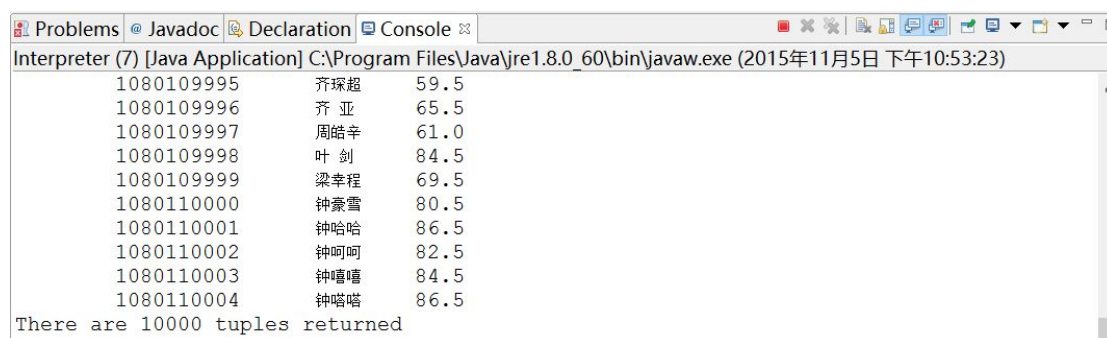 Problems @ Javadoc Declaration Console
Interpreter (7) [Java Application] C:\Program Files\Java\jre1.8.0_60\bin\javaw.exe (2015年11月5日 下午10:53:23)
1080109995 齐琛超 59.5
1080109996 齐 亚 65.5
1080109997 周皓辛 61.0
1080109998 叶 剑 84.5
1080109999 梁幸程 69.5
1080110000 钟豪雪 80.5
1080110001 钟哈哈 86.5
1080110002 钟呵呵 82.5
1080110003 钟嘻嘻 84.5
1080110004 钟嗒嗒 86.5
There are 10000 tuples returned